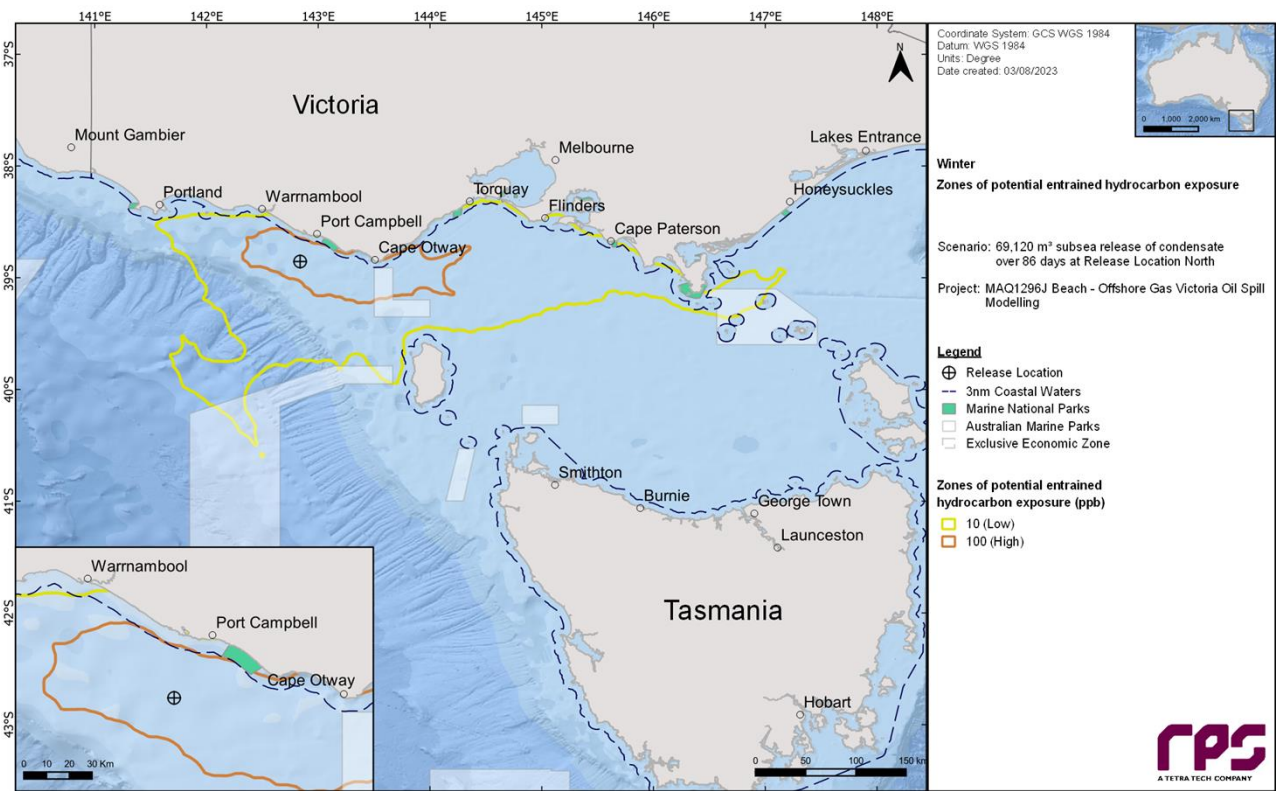 141°E 142°E 143°E 144°E 145°E 146°E 147°E 148°E
37°S
38°S
39°S
40°S
41°S
42°S
43°S
N
Victoria
Mount Gambier
Melbourne
Lakes Entrance
Portland
Warrnambool
Torquay
Honeysuckles
Port Campbell
Flinders
Cape Otway
Cape Paterson
Smithton
Burnie
George Town
Launceston
Tasmania
Hobart
0 50 100 150 km
Warrnambool
Port Campbell
Cape Otway
0 10 20 30 Km
Coordinate System: GCS WGS 1984
Datum: WGS 1984
Units: Degree
Date created: 03/08/2023
0 1,000 2,000 km
Winter
Zones of potential entrained hydrocarbon exposure
Scenario: 69,120 m³ subsea release of condensate
over 86 days at Release Location North
Project: MAQ1296J Beach - Offshore Gas Victoria Oil Spill
Modelling
Legend
Release Location
3nm Coastal Waters
Marine National Parks
Australian Marine Parks
Exclusive Economic Zone
Zones of potential entrained
hydrocarbon exposure (ppb)
10 (Low)
100 (High)
rps
A TETRA TECH COMPANY